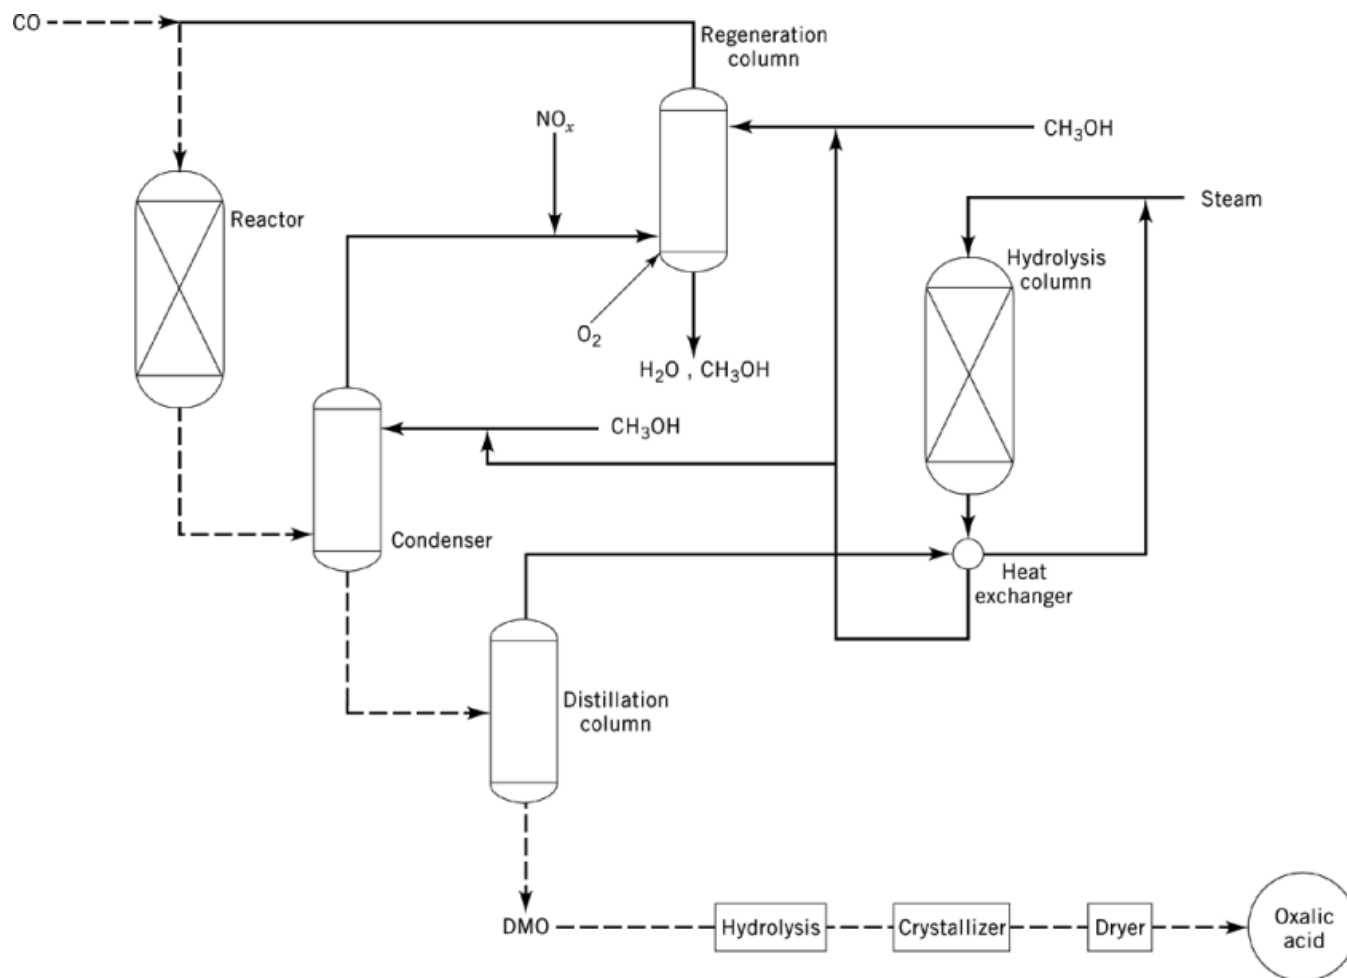 CO
Regeneration
column
NOₓ
CH₃OH
Steam
Reactor
Hydrolysis
column
O₂
H₂O , CH₃OH
CH₃OH
Condenser
Heat
exchanger
Distillation
column
DMO
Hydrolysis
Crystallizer
Dryer
Oxalic
acid